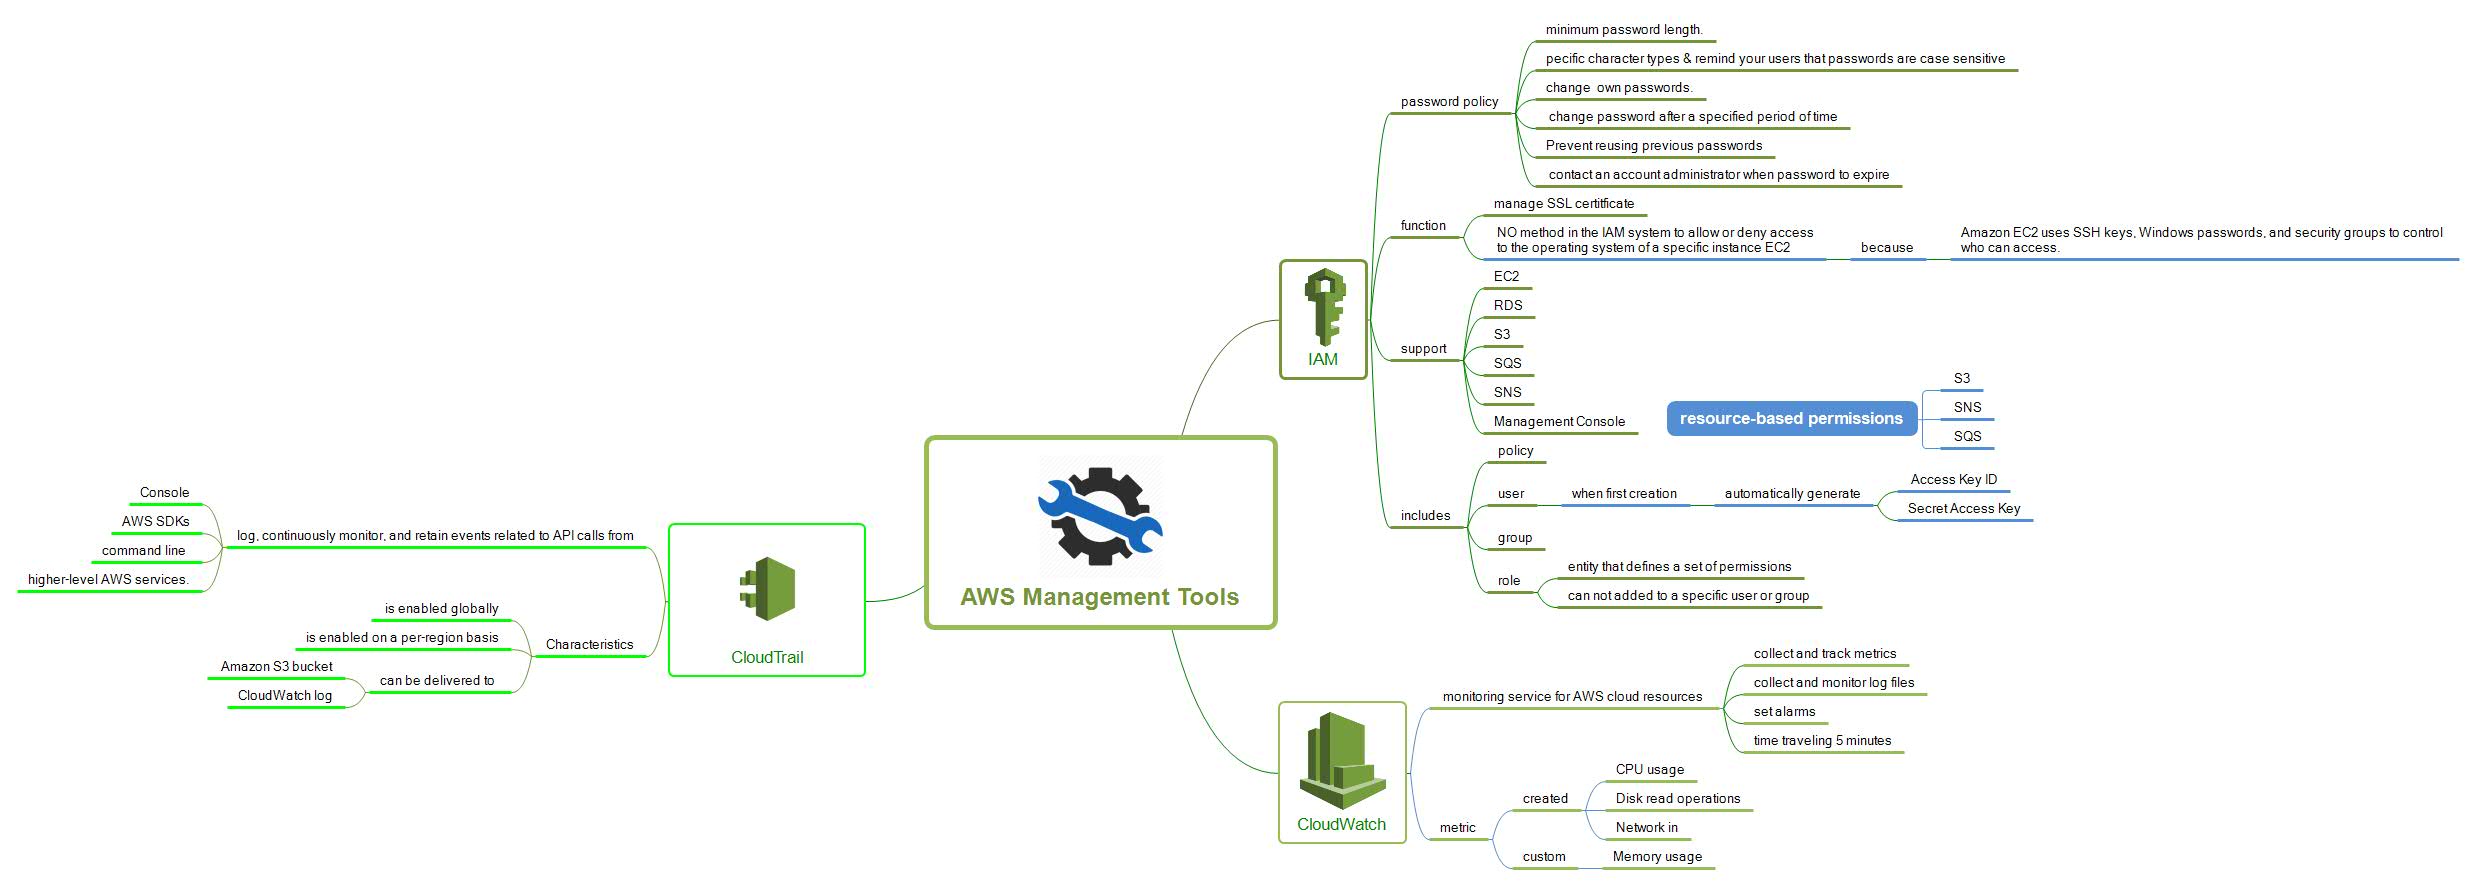 AWS Management Tools
IAM
password policy
minimum password length.
pecific character types & remind your users that passwords are case sensitive
change  own passwords.
change password after a specified period of time
Prevent reusing previous passwords
contact an account administrator when password to expire
function
manage SSL certitficate
NO method in the IAM system to allow or deny access
to the operating system of a specific instance EC2
because
Amazon EC2 uses SSH keys, Windows passwords, and security groups to control
who can access.
support
EC2
RDS
S3
SQS
SNS
Management Console
resource-based permissions
S3
SNS
SQS
includes
policy
user
when first creation
automatically generate
Access Key ID
Secret Access Key
group
role
entity that defines a set of permissions
can not added to a specific user or group
CloudWatch
monitoring service for AWS cloud resources
collect and track metrics
collect and monitor log files
set alarms
time traveling 5 minutes
metric
created
CPU usage
Disk read operations
Network in
custom
Memory usage
CloudTrail
log, continuously monitor, and retain events related to API calls from
Console
AWS SDKs
command line
higher-level AWS services.
Characteristics
is enabled globally
is enabled on a per-region basis
can be delivered to
Amazon S3 bucket
CloudWatch log